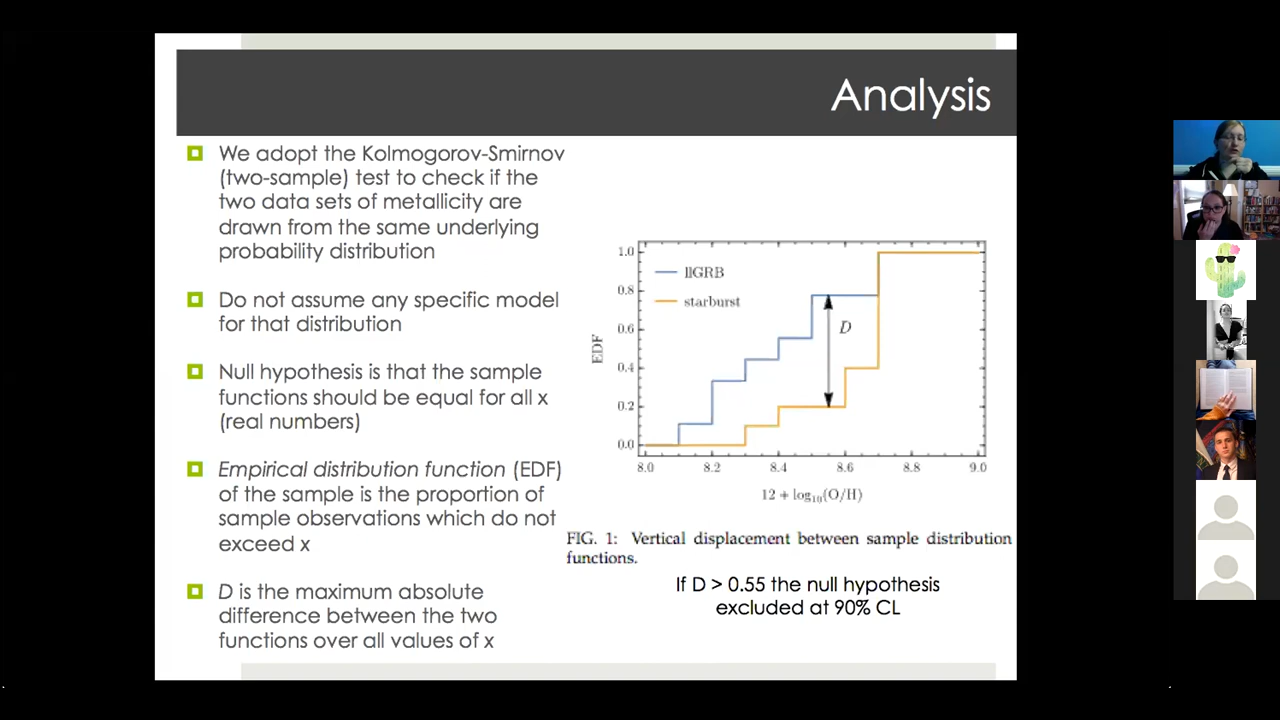 Analysis
We adopt the Kolmogorov-Smirnov
(two-sample) test to check if the
two data sets of metallicity are
drawn from the same underlying
probability distribution
Do not assume any specific model
for that distribution
Null hypothesis is that the sample
functions should be equal for all x
(real numbers)
Empirical distribution function (EDF)
of the sample is the proportion of
sample observations which do not
exceed x
D is the maximum absolute
difference between the two
functions over all values of x
1.0
0.8
0.6
0.4
0.2
0.0
EDF
llGRB
starburst
D
8.0 8.2 8.4 8.6 8.8 9.0
12 + log10(O/H)
FIG. 1: Vertical displacement between sample distribution
functions.
If D > 0.55 the null hypothesis
excluded at 90% CL